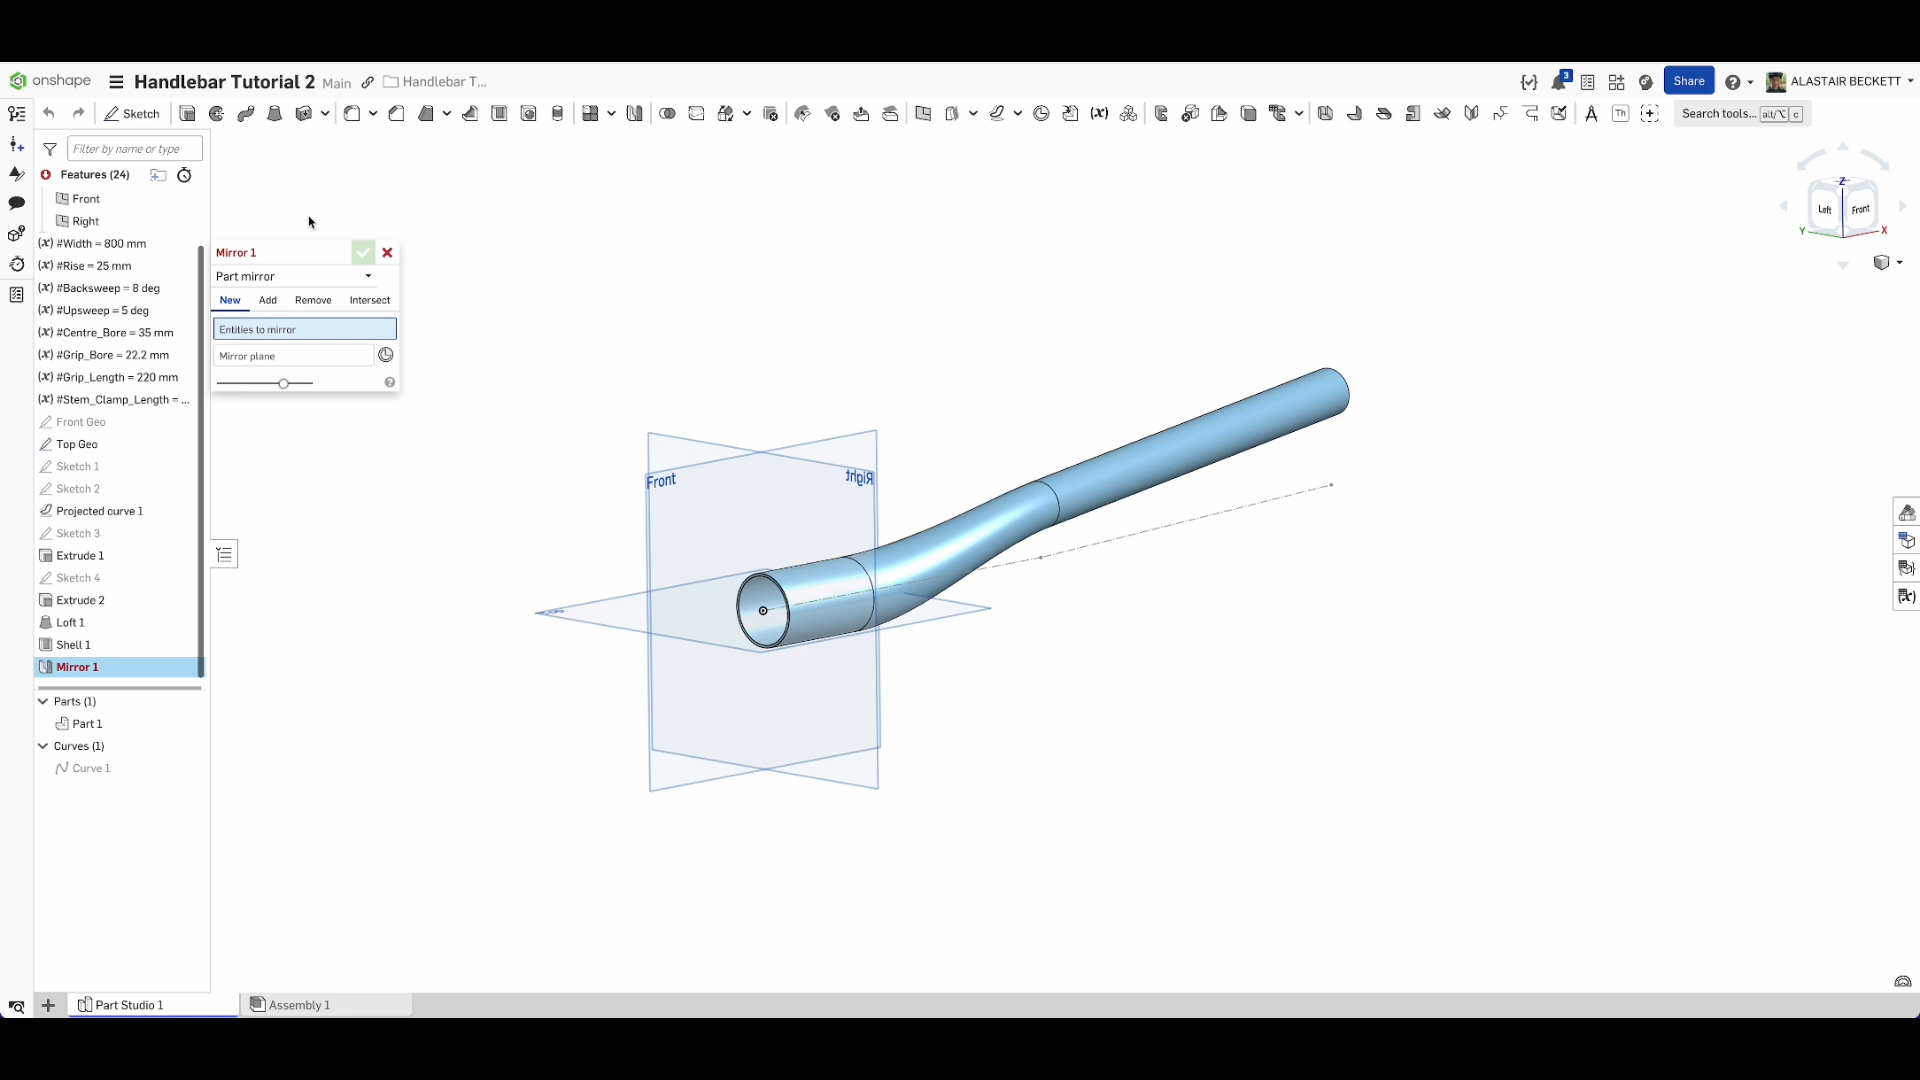 onshape
Handlebar Tutorial 2 Main Handlebar T...
3
Share
ALASTAIR BECKETT
Sketch
Search tools... alt/⌥ c
Filter by name or type
Features (24)
Front
Right
(x) #Width = 800 mm
(x) #Rise = 25 mm
(x) #Backsweep = 8 deg
(x) #Upsweep = 5 deg
(x) #Centre_Bore = 35 mm
(x) #Grip_Bore = 22.2 mm
(x) #Grip_Length = 220 mm
(x) #Stem_Clamp_Length = ...
Front Geo
Top Geo
Sketch 1
Sketch 2
Projected curve 1
Sketch 3
Extrude 1
Sketch 4
Extrude 2
Loft 1
Shell 1
Mirror 1
Parts (1)
Part 1
Curves (1)
Curve 1
Mirror 1
Part mirror
New Add Remove Intersect
Entities to mirror
Mirror plane
Front
Right
Z
Left Front
Y X
Part Studio 1
Assembly 1